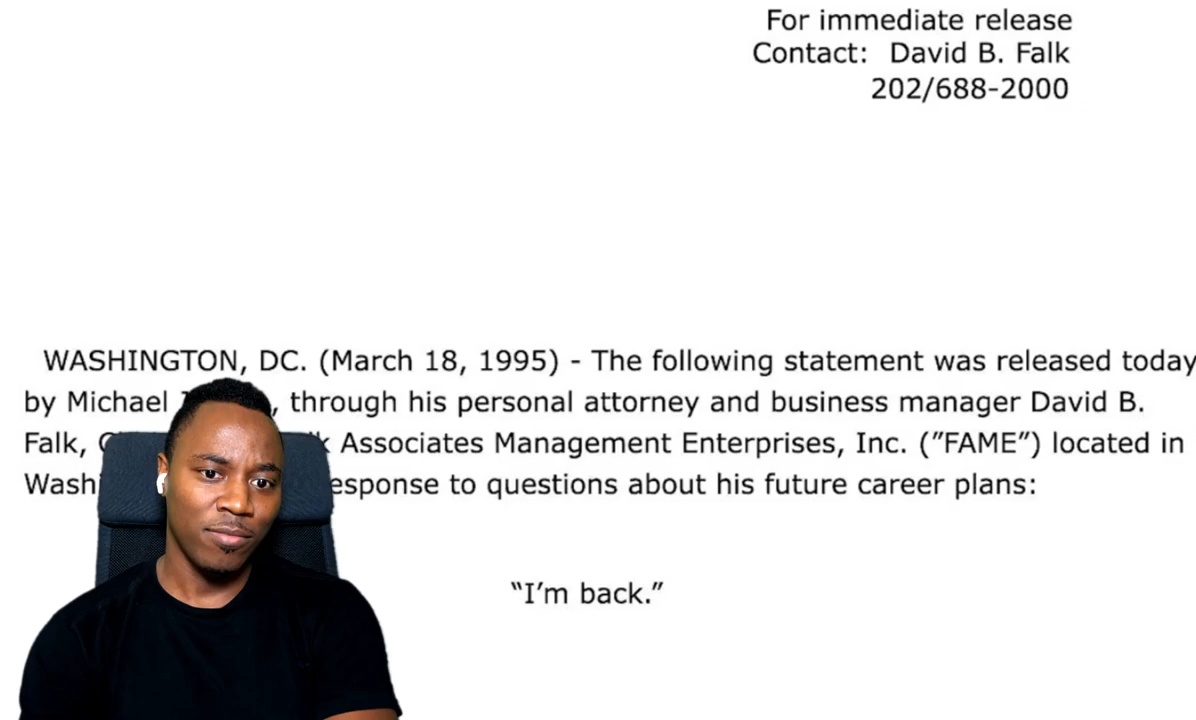 For immediate release
Contact: David B. Falk
202/688-2000
WASHINGTON, DC. (March 18, 1995) - The following statement was released today
by Michael , through his personal attorney and business manager David B.
Falk, Associates Management Enterprises, Inc. (”FAME”) located in
response to questions about his future career plans:
“I’m back.”